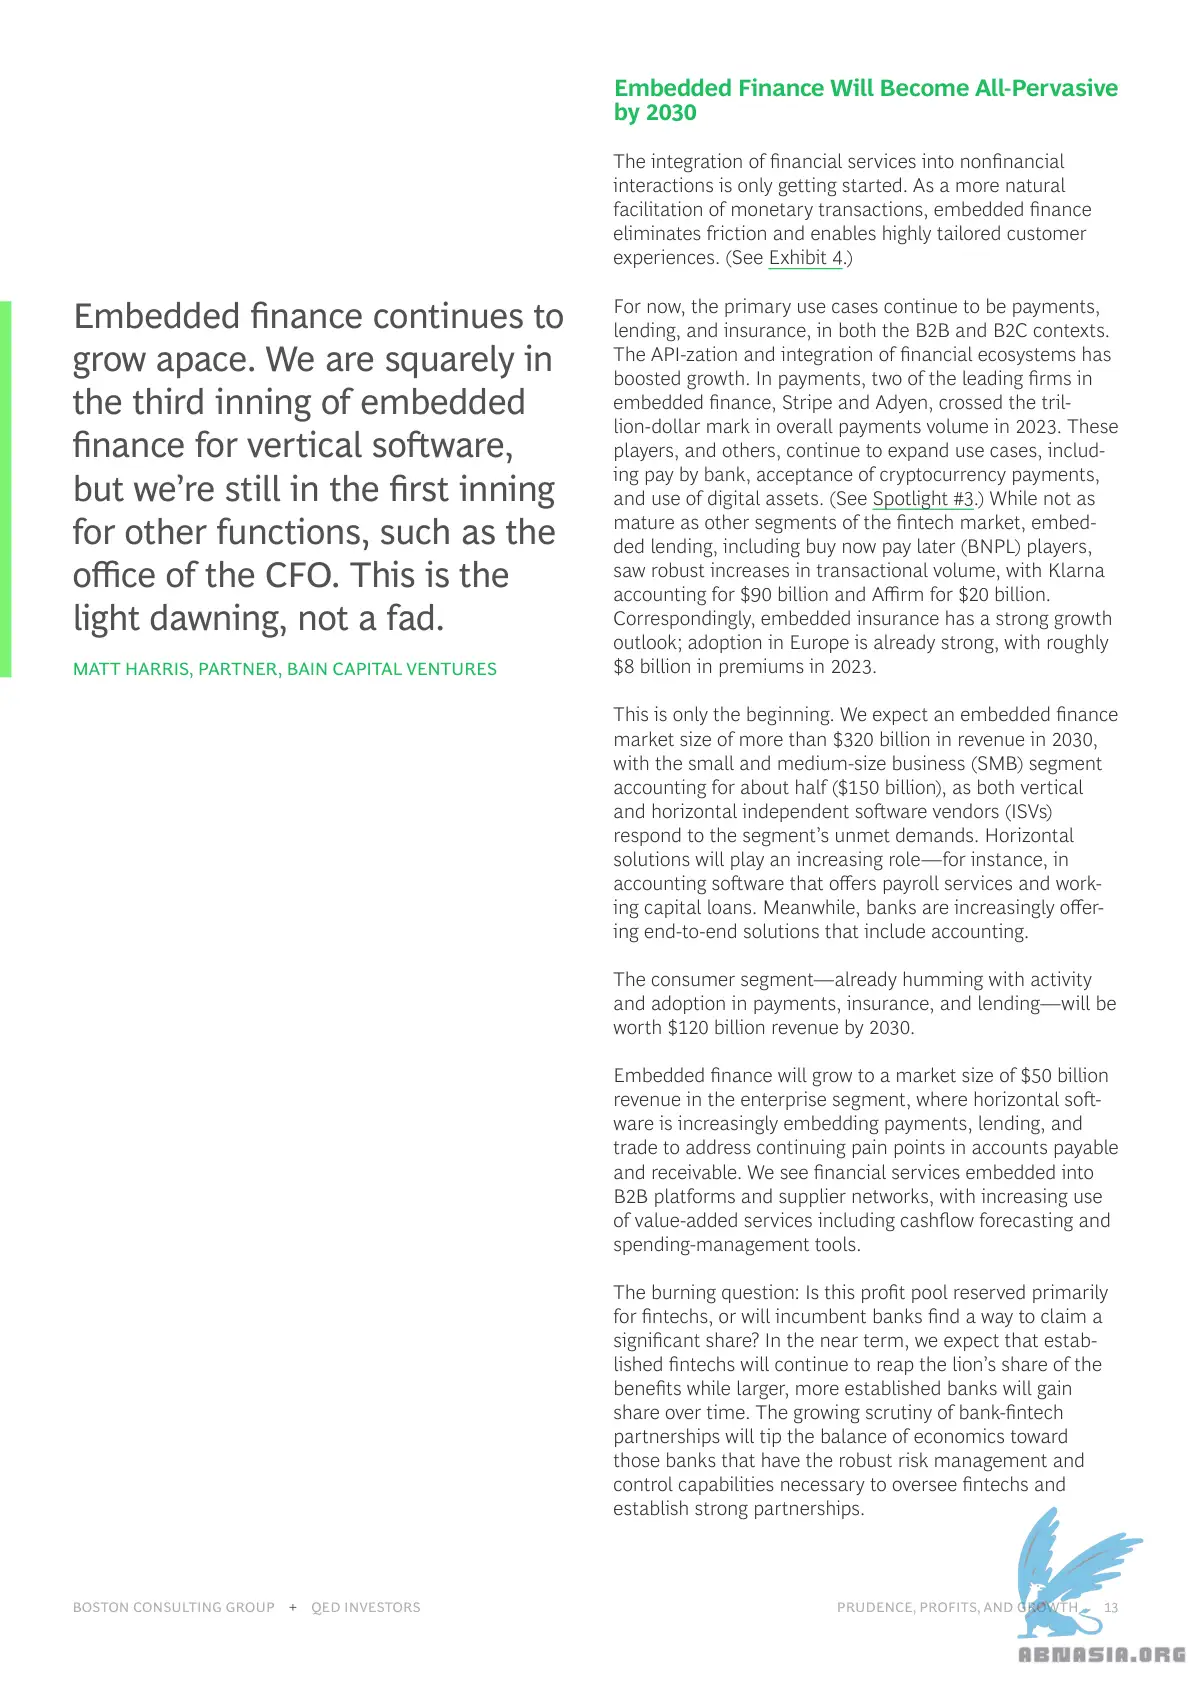 Embedded finance continues to
grow apace. We are squarely in
the third inning of embedded
finance for vertical software,
but we're still in the first inning
for other functions, such as the
office of the CFO. This is the
light dawning, not a fad.
MATT HARRIS, PARTNER, BAIN CAPITAL VENTURES
Embedded Finance Will Become All-Pervasive
by 2030
The integration of financial services into nonfinancial
interactions is only getting started. As a more natural
facilitation of monetary transactions, embedded finance
eliminates friction and enables highly tailored customer
experiences. (See Exhibit 4.)
For now, the primary use cases continue to be payments,
lending, and insurance, in both the B2B and B2C contexts.
The API-zation and integration of financial ecosystems has
boosted growth. In payments, two of the leading firms in
embedded finance, Stripe and Adyen, crossed the tril-
lion-dollar mark in overall payments volume in 2023. These
players, and others, continue to expand use cases, includ-
ing pay by bank, acceptance of cryptocurrency payments,
and use of digital assets. (See Spotlight #3.) While not as
mature as other segments of the fintech market, embed-
ded lending, including buy now pay later (BNPL) players,
saw robust increases in transactional volume, with Klarna
accounting for $90 billion and Affirm for $20 billion.
Correspondingly, embedded insurance has a strong growth
outlook; adoption in Europe is already strong, with roughly
$8 billion in premiums in 2023.
This is only the beginning. We expect an embedded finance
market size of more than $320 billion in revenue in 2030,
with the small and medium-size business (SMB) segment
accounting for about half ($150 billion), as both vertical
and horizontal independent software vendors (ISVs)
respond to the segment's unmet demands. Horizontal
solutions will play an increasing role—for instance, in
accounting software that offers payroll services and work-
ing capital loans. Meanwhile, banks are increasingly offer-
ing end-to-end solutions that include accounting.
The consumer segment—already humming with activity
and adoption in payments, insurance, and lending—will be
worth $120 billion revenue by 2030.
Embedded finance will grow to a market size of $50 billion
revenue in the enterprise segment, where horizontal soft-
ware is increasingly embedding payments, lending, and
trade to address continuing pain points in accounts payable
and receivable. We see financial services embedded into
B2B platforms and supplier networks, with increasing use
of value-added services including cashflow forecasting and
spending-management tools.
The burning question: Is this profit pool reserved primarily
for fintechs, or will incumbent banks find a way to claim a
significant share? In the near term, we expect that estab-
lished fintechs will continue to reap the lion's share of the
benefits while larger, more established banks will gain
share over time. The growing scrutiny of bank-fintech
partnerships will tip the balance of economics toward
those banks that have the robust risk management and
control capabilities necessary to oversee fintechs and
establish strong partnerships.
BOSTON CONSULTING GROUP + QED INVESTORS
PRUDENCE, PROFITS, AND GROWTH 13
ABNASIA.ORG